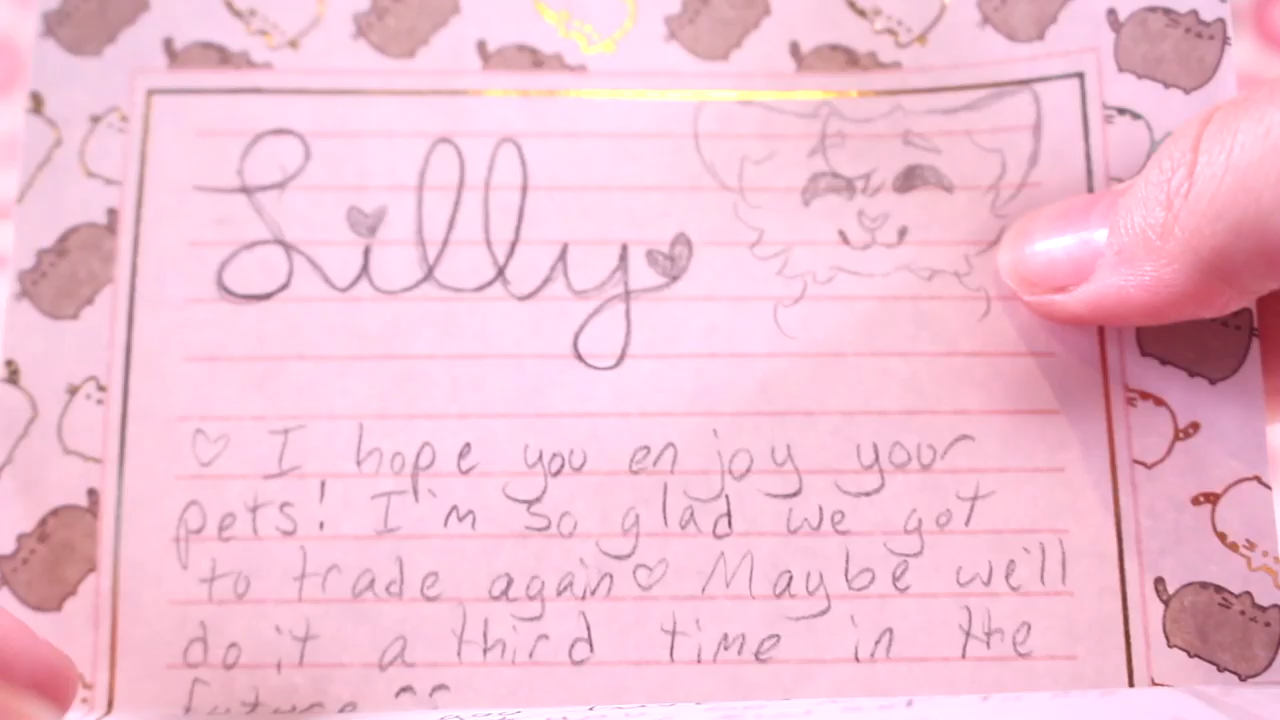 Lilly
♡ I hope you enjoy your
pets! I'm so glad we got
to trade again♡ Maybe we'll
do it a third time in the
future ^^